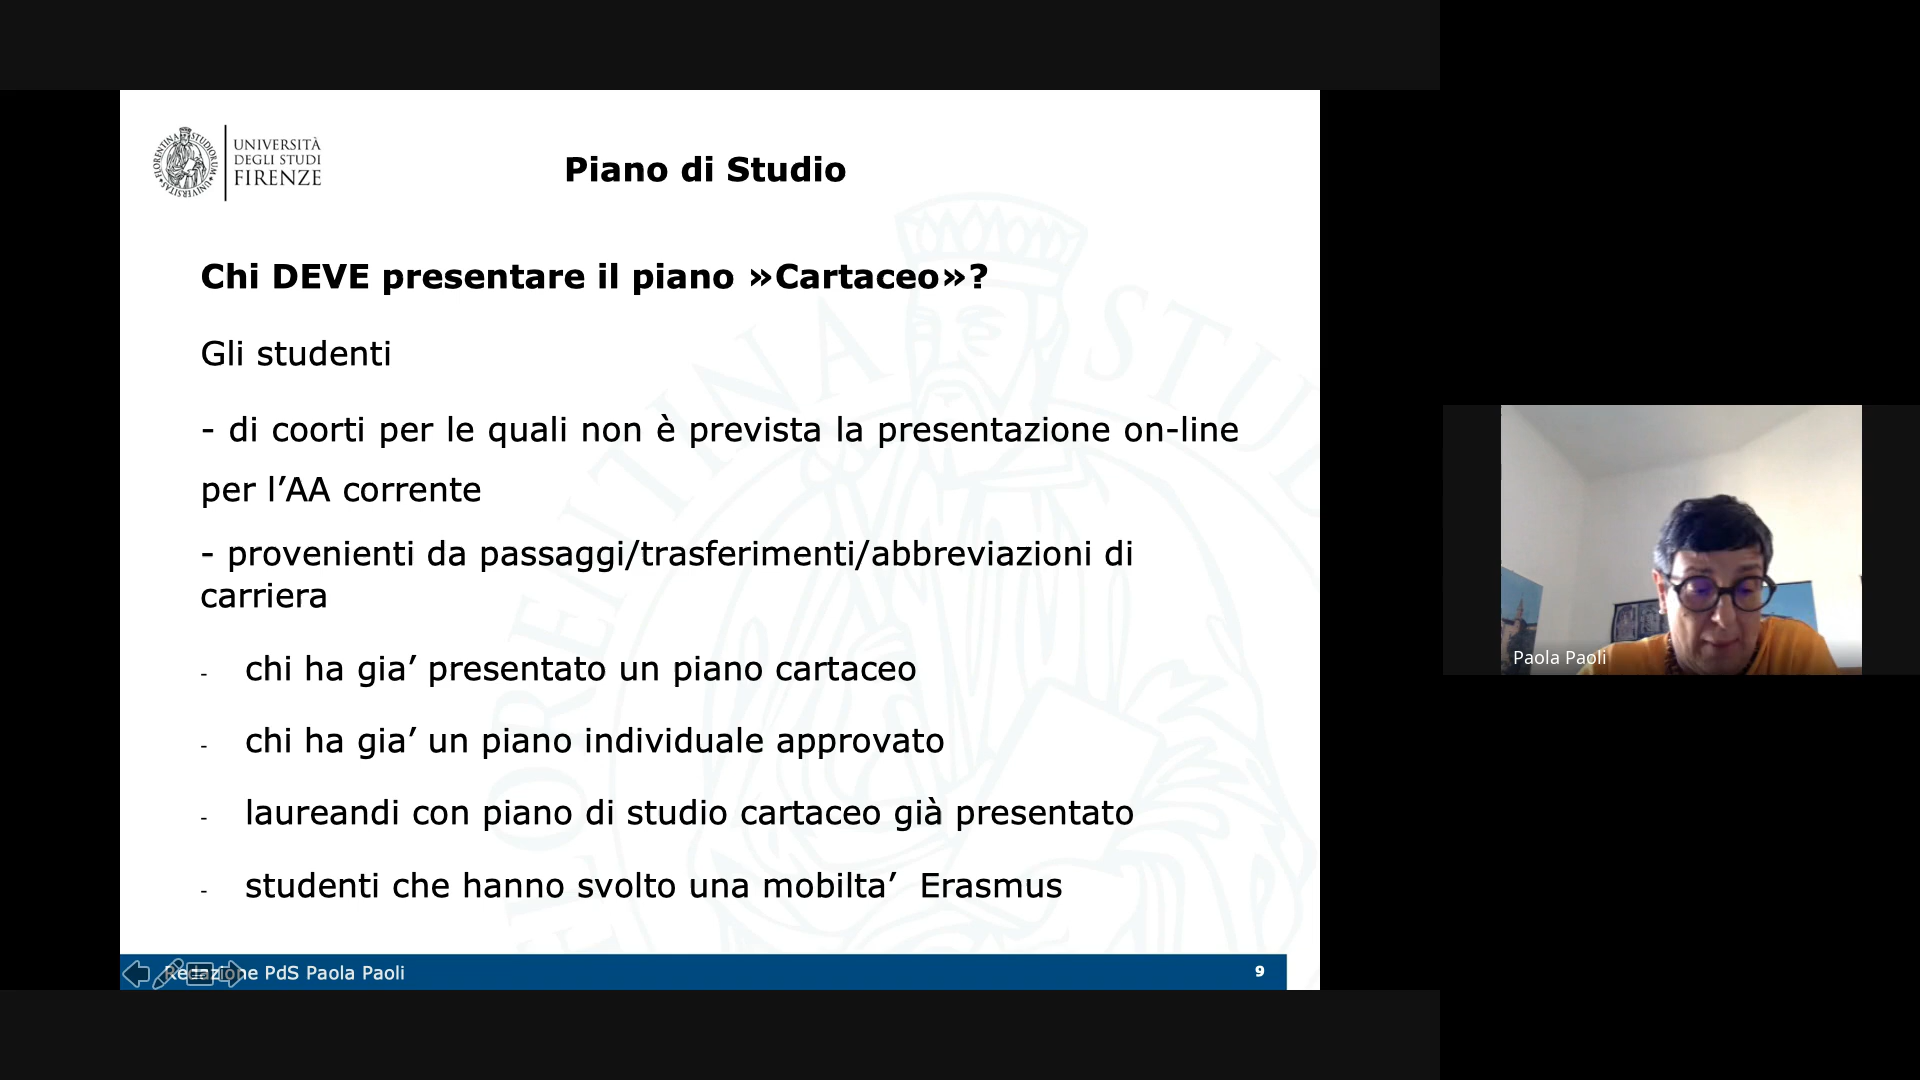 UNIVERSITÀ
DEGLI STUDI
FIRENZE
Piano di Studio
Chi DEVE presentare il piano »Cartaceo»?
Gli studenti
- di coorti per le quali non è prevista la presentazione on-line
per l’AA corrente
- provenienti da passaggi/trasferimenti/abbreviazioni di
carriera
- chi ha gia’ presentato un piano cartaceo
- chi ha gia’ un piano individuale approvato
- laureandi con piano di studio cartaceo già presentato
- studenti che hanno svolto una mobilta’  Erasmus
Redazione PdS Paola Paoli
9
Paola Paoli